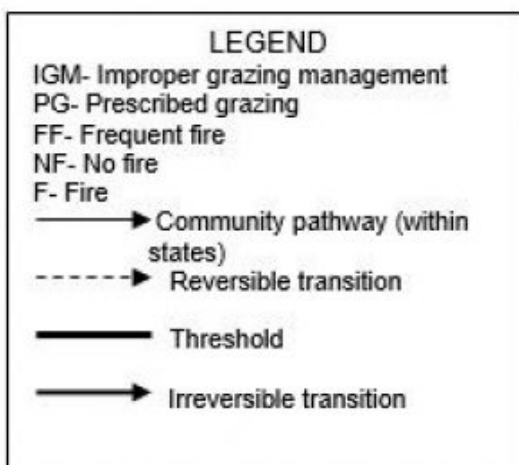 LEGEND
IGM- Improper grazing management
PG- Prescribed grazing
FF- Frequent fire
NF- No fire
F- Fire
Community pathway (within
states)
Reversible transition
Threshold
Irreversible transition